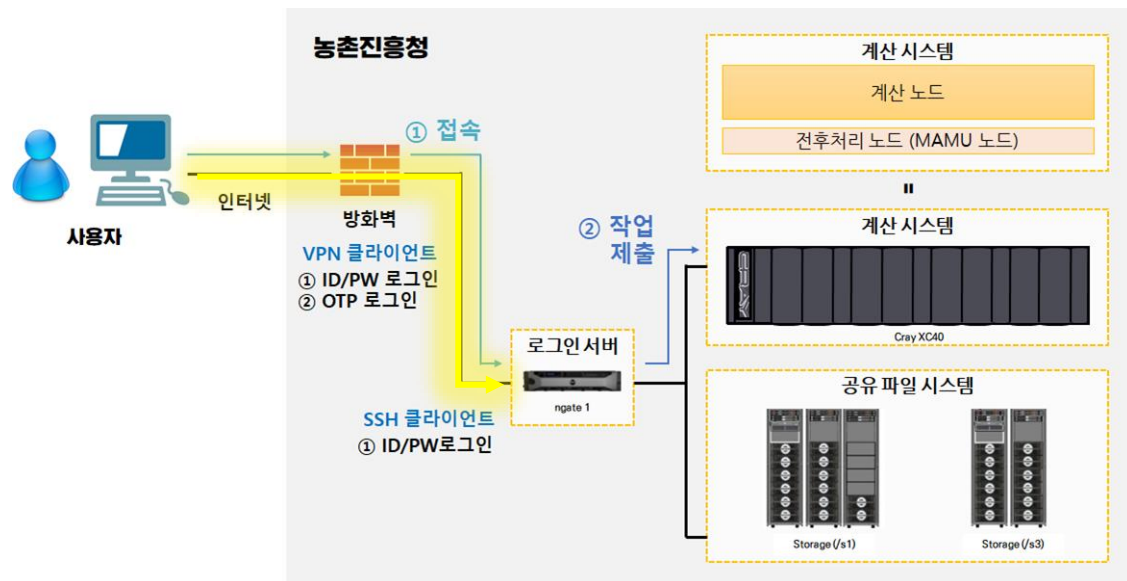 농촌진흥청
계산 시스템
계산 노드
전후처리 노드 (MAMU 노드)
=
① 접속
인터넷
사용자
방화벽
VPN 클라이언트
① ID/PW 로그인
② OTP 로그인
② 작업
제출
계산 시스템
CRAY
Cray XC40
로그인 서버
ngate 1
SSH 클라이언트
① ID/PW로그인
공유 파일 시스템
Storage (/s1)
Storage (/s3)